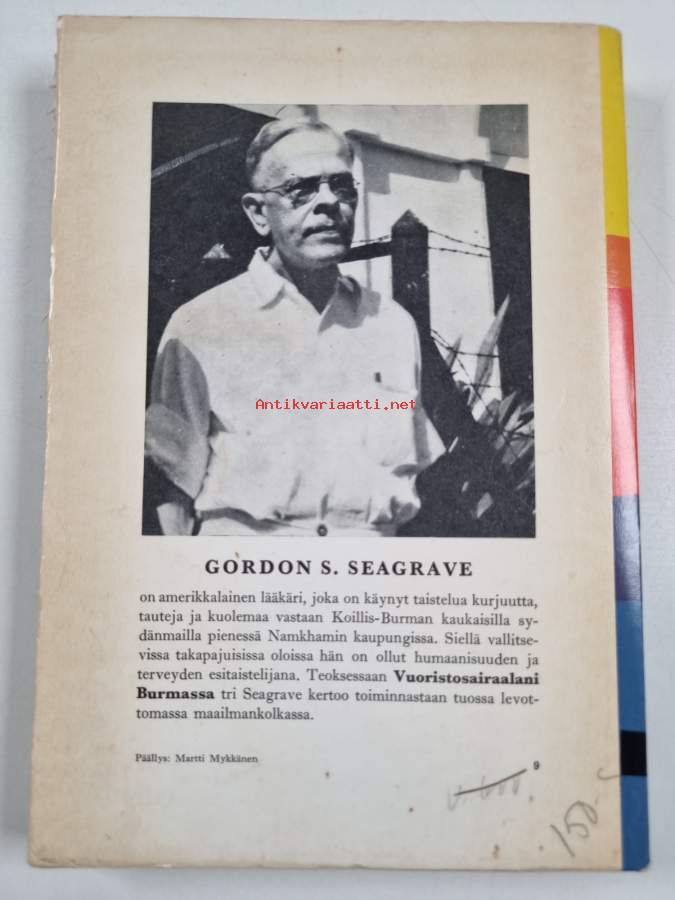 Antikvariaatti.net
GORDON S. SEAGRAVE
on amerikkalainen lääkäri, joka on käynyt taistelua kurjuutta,
tauteja ja kuolemaa vastaan Koillis-Burman kaukaisilla sy-
dänmailla pienessä Namkhamin kaupungissa. Siellä vallitse-
vissa takapajuisissa oloissa hän on ollut humaanisuuden ja
terveyden esitaistelijana. Teoksessaan Vuoristosairaalani
Burmassa tri Seagrave kertoo toiminnastaan tuossa levot-
tomassa maailmankolkassa.
Päällys: Martti Mykkänen
9
150-